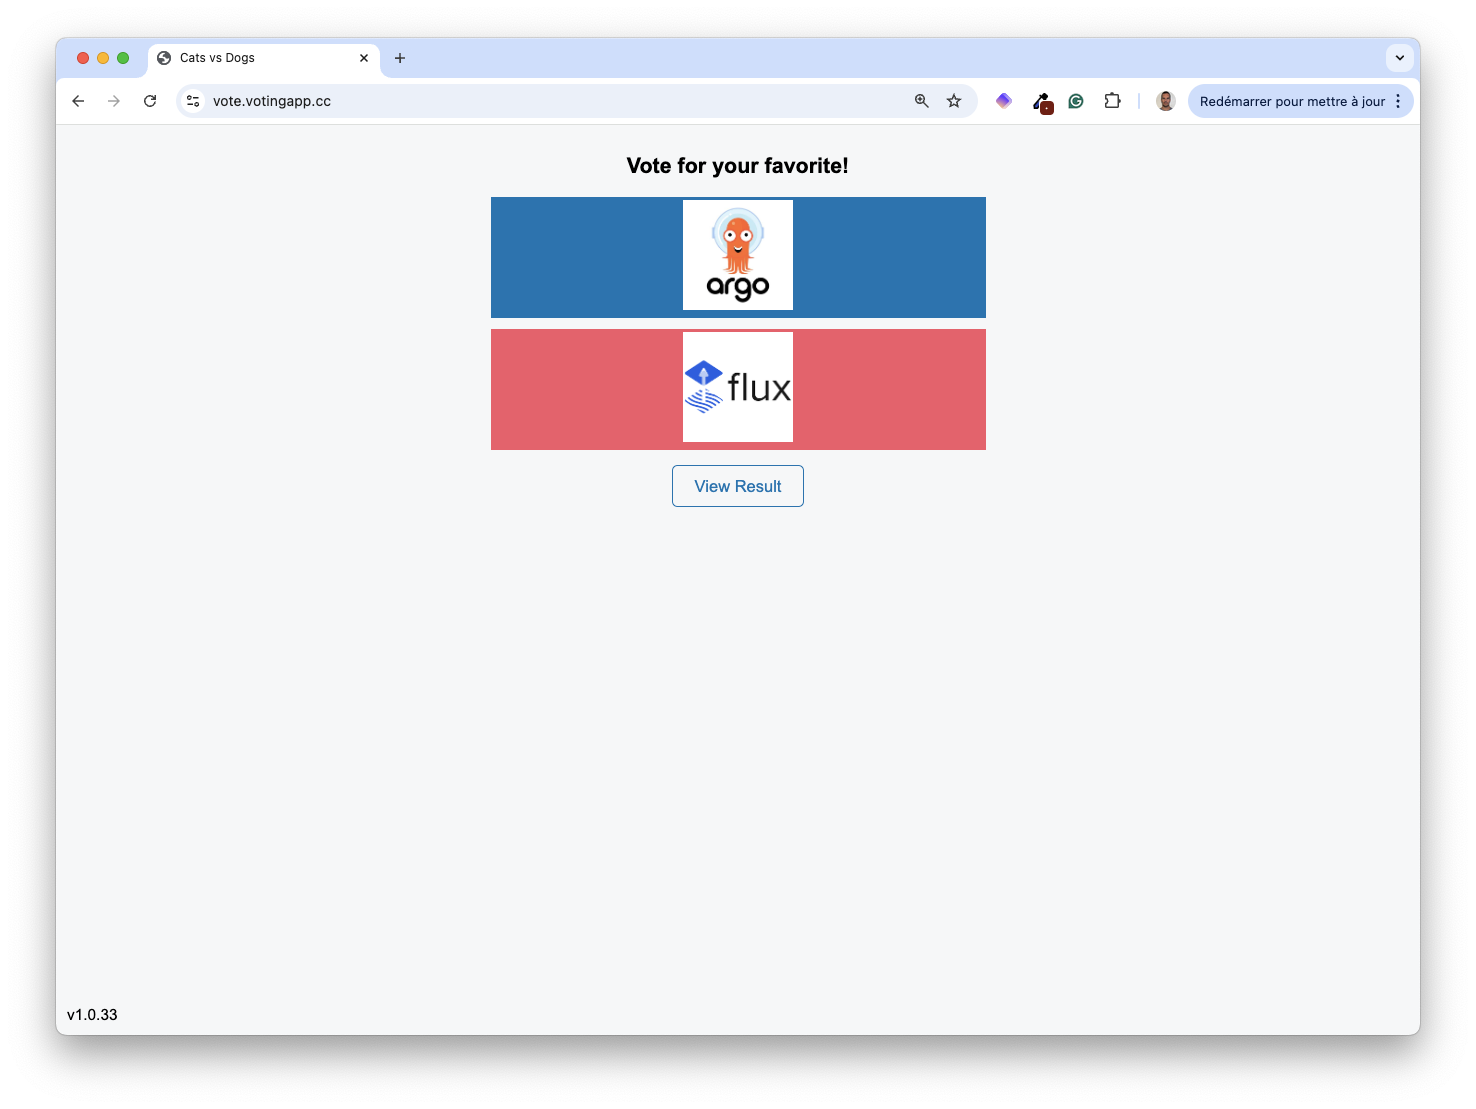 Cats vs Dogs
vote.votingapp.cc
Redémarrer pour mettre à jour
Vote for your favorite!
argo
flux
View Result
v1.0.33